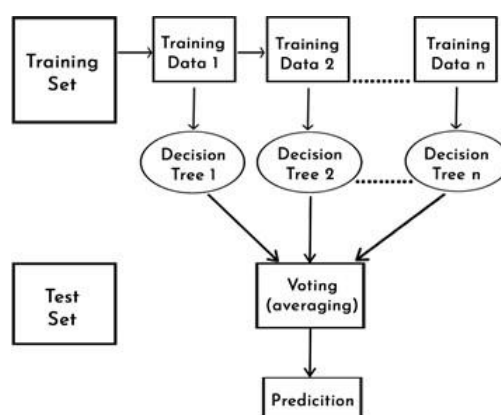 Training
Set
Training
Data 1
Training
Data 2
Training
Data n
Decision
Tree 1
Decision
Tree 2
Decision
Tree n
Test
Set
Voting
(averaging)
Predicition